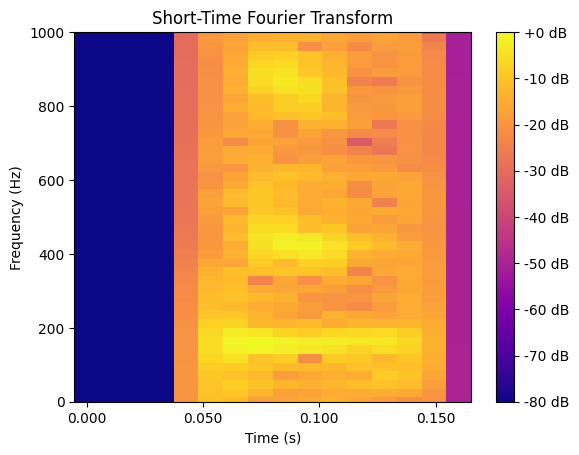 Short-Time Fourier Transform
Frequency (Hz)
1000
800
600
400
200
0
0.000
0.050
0.100
0.150
Time (s)
+0 dB
-10 dB
-20 dB
-30 dB
-40 dB
-50 dB
-60 dB
-70 dB
-80 dB